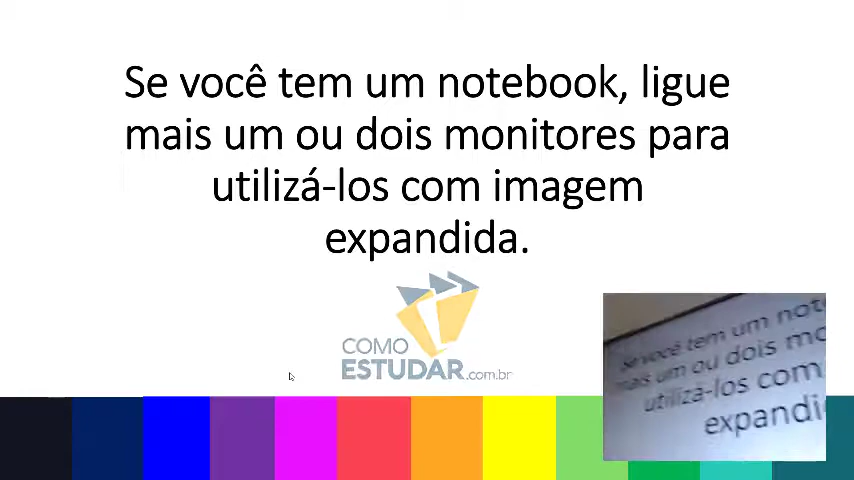 Se você tem um notebook, ligue
mais um ou dois monitores para
utilizá-los com imagem
expandida.
COMO
ESTUDAR.com.br
Se você tem um not
mais um ou dois mo
utilizá-los com
expandi